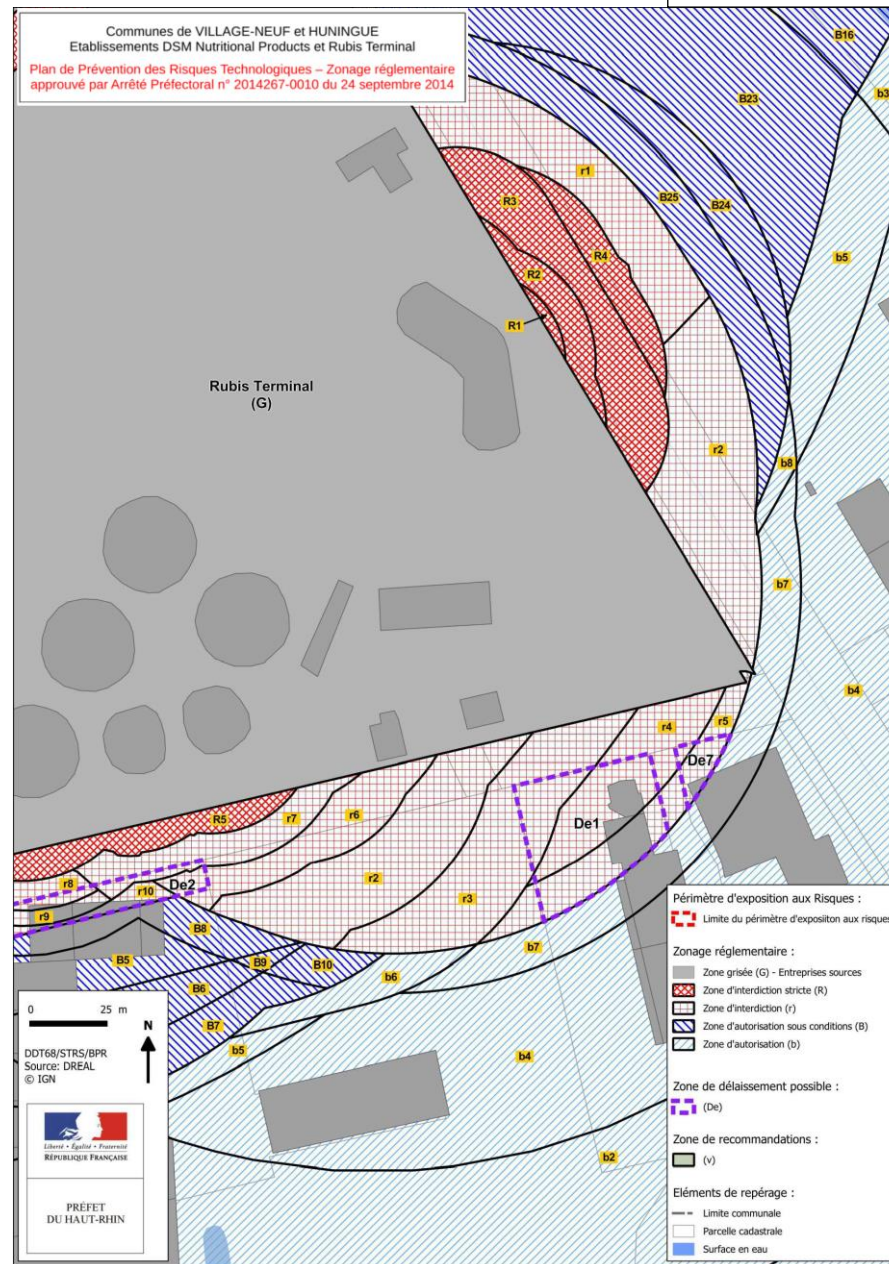 Communes de VILLAGE-NEUF et HUNINGUE
Etablissements DSM Nutritional Products et Rubis Terminal
Plan de Prévention des Risques Technologiques – Zonage réglementaire
approuvé par Arrêté Préfectoral n° 2014267-0010 du 24 septembre 2014
B16
b3
B23
r1
B25
B24
R3
R4
b5
R2
R1
Rubis Terminal
(G)
r2
b8
b7
b4
r4
r5
De7
De1
R5
r7
r6
r8
r10
De2
r2
r3
r9
B8
b7
B5
B9
B10
b6
B6
B7
b5
b4
b2
0 25 m
N
DDT68/STRS/BPR
Source: DREAL
© IGN
Liberté • Égalité • Fraternité
RÉPUBLIQUE FRANÇAISE
PRÉFET
DU HAUT-RHIN
Périmètre d'exposition aux Risques :
Limite du périmètre d'exposiiton aux risques
Zonage réglementaire :
Zone grisée (G) - Entreprises sources
Zone d'interdiction stricte (R)
Zone d'interdiction (r)
Zone d'autorisation sous conditions (B)
Zone d'autorisation (b)
Zone de délaissement possible :
(De)
Zone de recommandations :
(v)
Eléments de repérage :
Limite communale
Parcelle cadastrale
Surface en eau